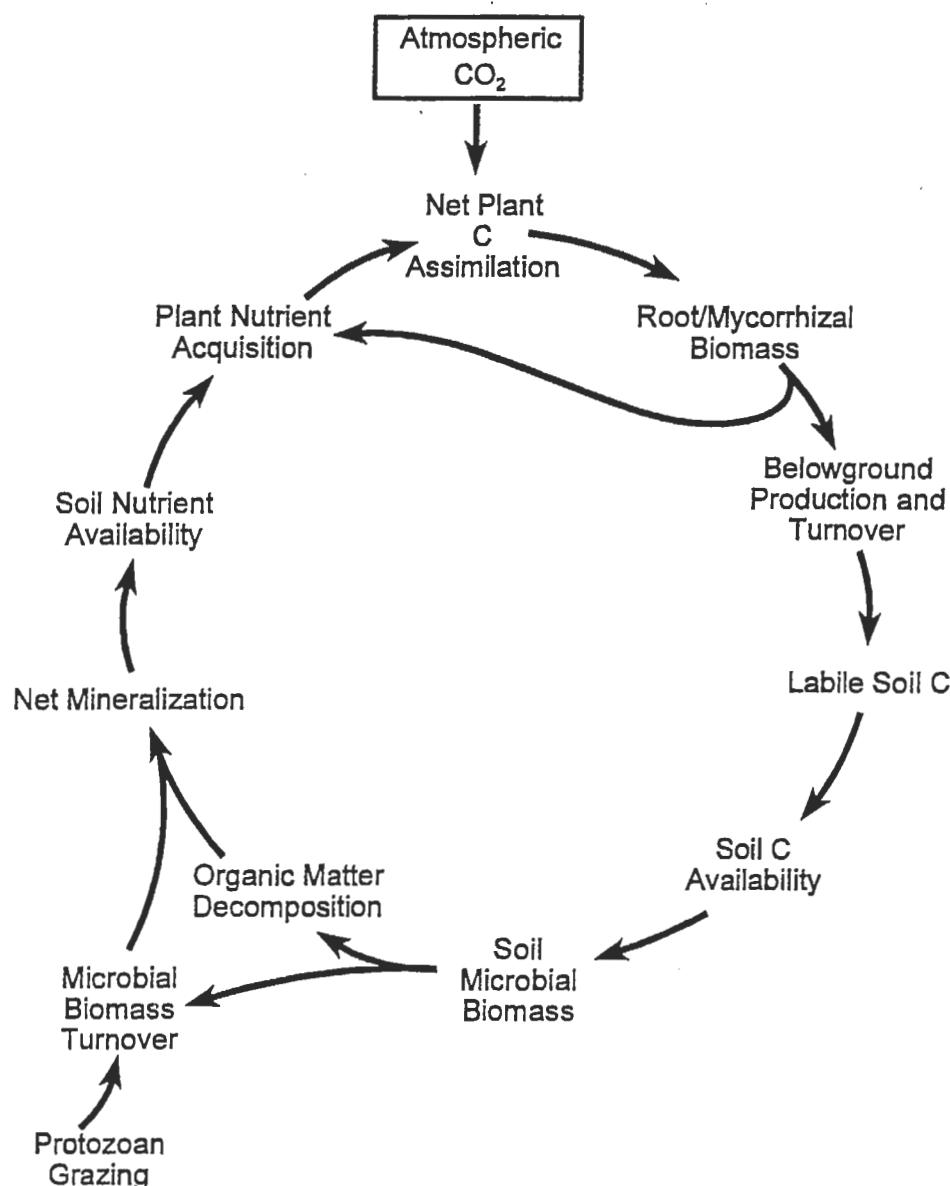 Atmospheric
CO₂
Net Plant
C
Assimilation
Plant Nutrient
Acquisition
Root/Mycorrhizal
Biomass
Belowground
Production and
Turnover
Soil Nutrient
Availability
Labile Soil C
Net Mineralization
Soil C
Availability
Organic Matter
Decomposition
Soil
Microbial
Biomass
Microbial
Biomass
Turnover
Protozoan
Grazing